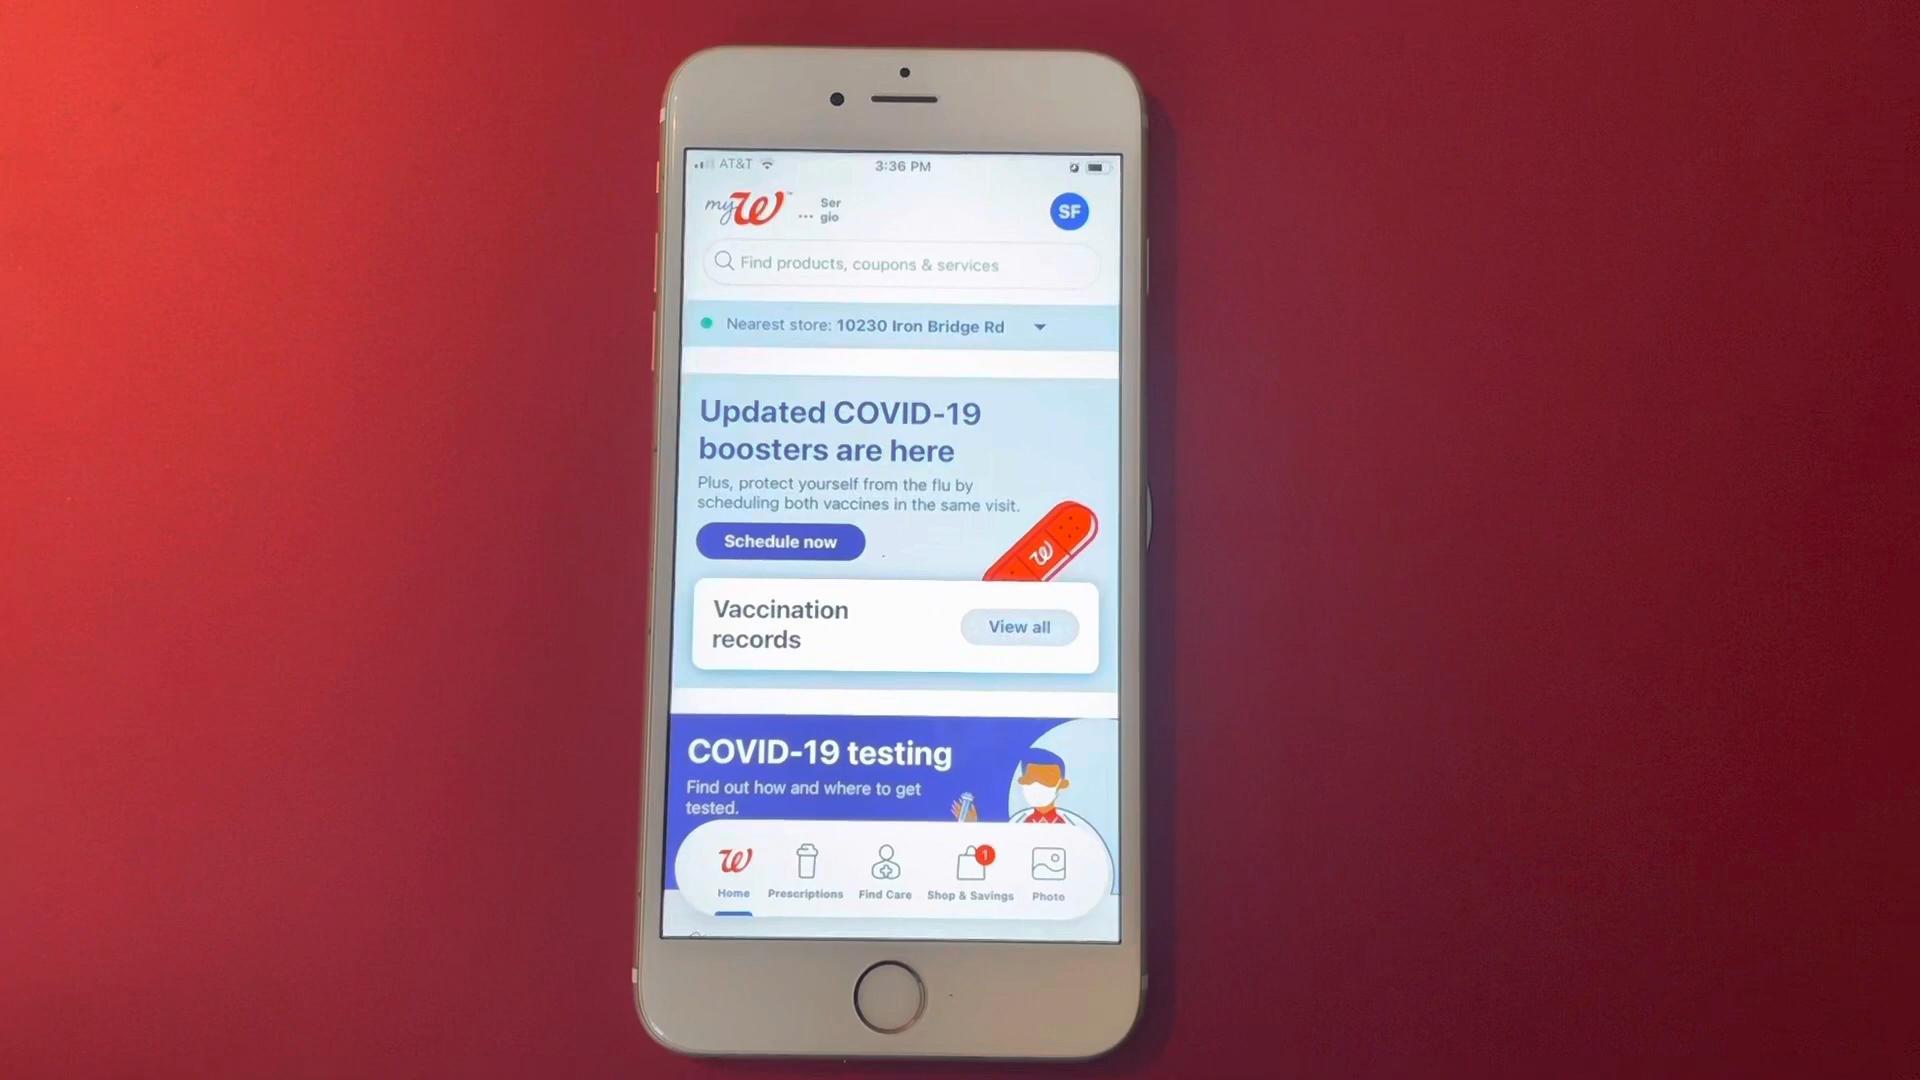 AT&T
3:36 PM
myW™
... Ser
gio
SF
Find products, coupons & services
Nearest store: 10230 Iron Bridge Rd
Updated COVID-19
boosters are here
Plus, protect yourself from the flu by
scheduling both vaccines in the same visit.
Schedule now
W
Vaccination
records
View all
COVID-19 testing
Find out how and where to get
tested.
W
1
Home
Prescriptions
Find Care
Shop & Savings
Photo